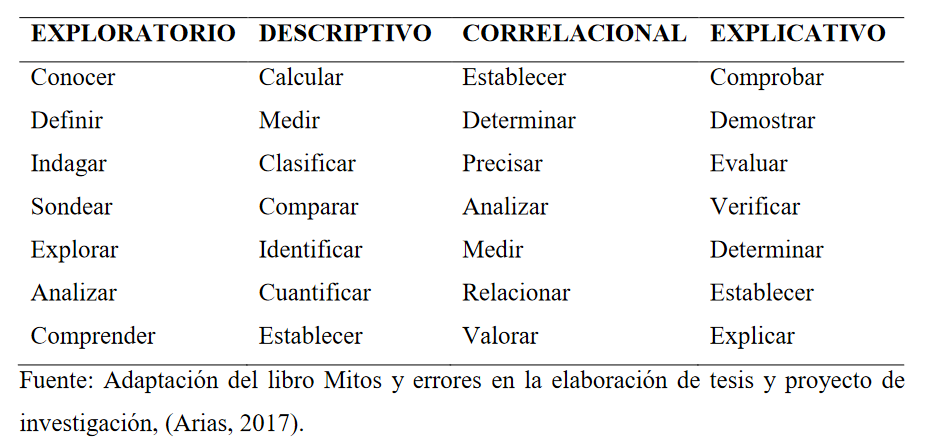 EXPLORATORIO DESCRIPTIVO CORRELACIONAL EXPLICATIVO
Conocer Calcular Establecer Comprobar
Definir Medir Determinar Demostrar
Indagar Clasificar Precisar Evaluar
Sondear Comparar Analizar Verificar
Explorar Identificar Medir Determinar
Analizar Cuantificar Relacionar Establecer
Comprender Establecer Valorar Explicar
Fuente: Adaptación del libro Mitos y errores en la elaboración de tesis y proyecto de
investigación, (Arias, 2017).